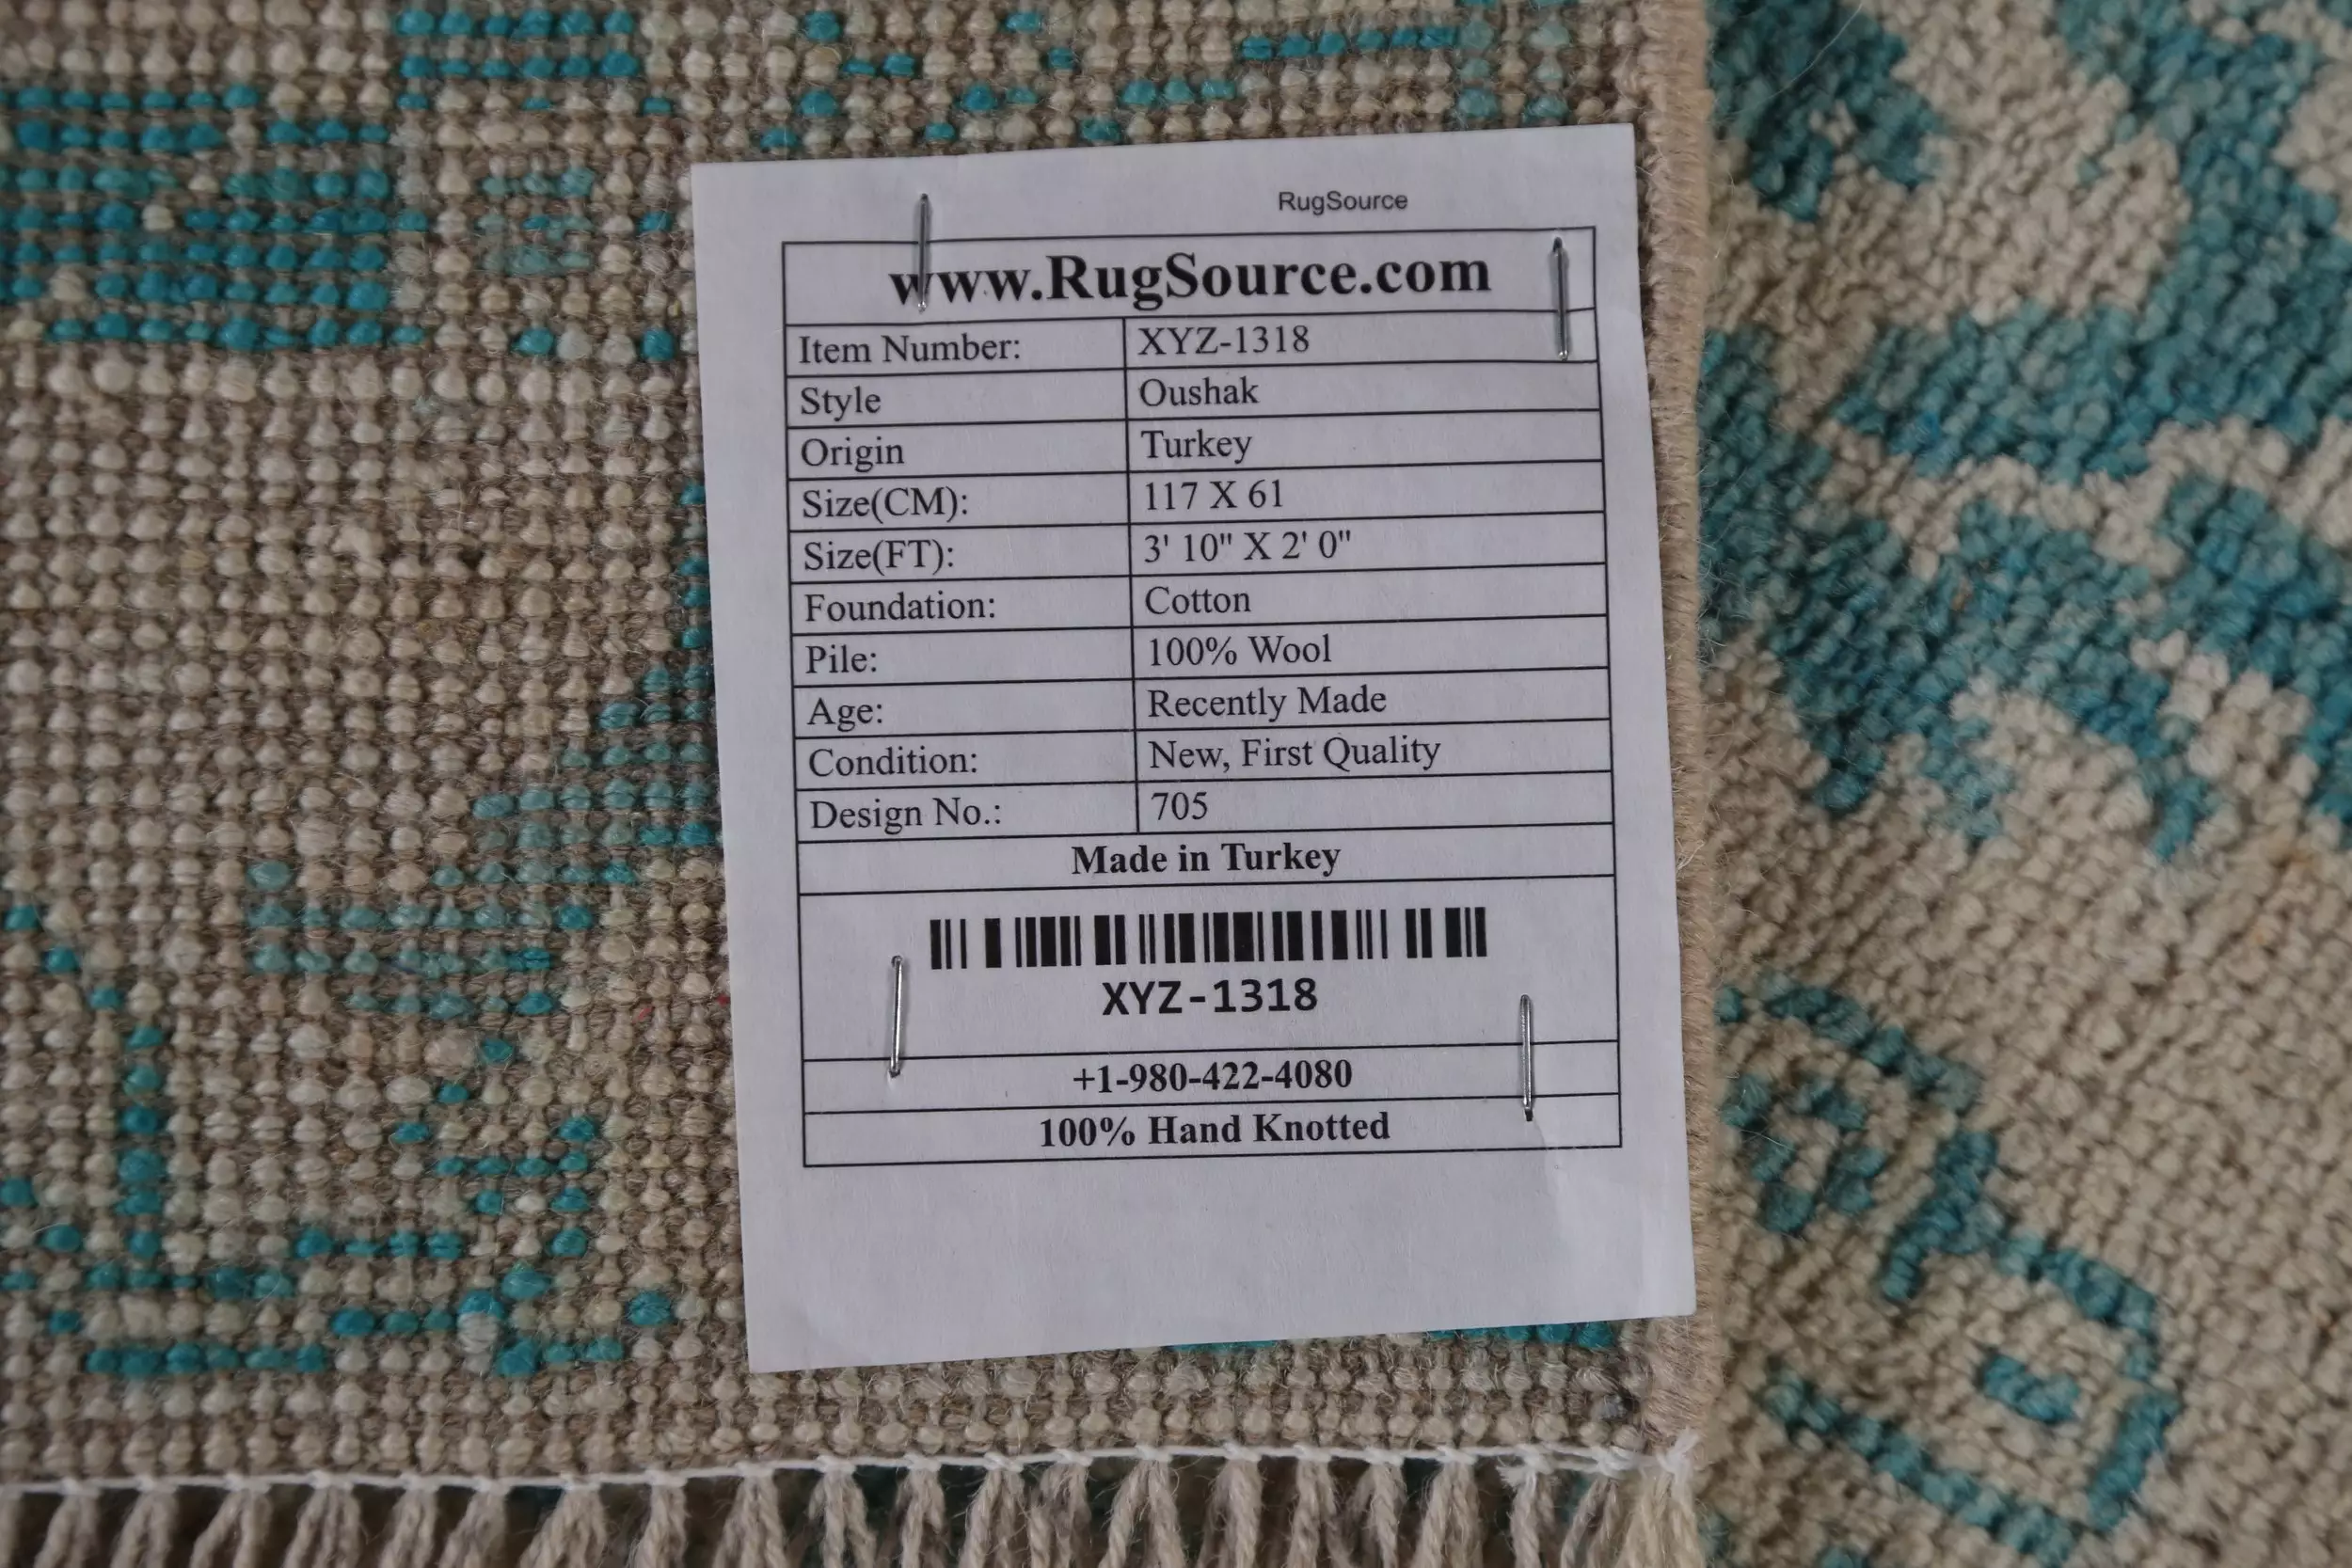 RugSource
www.RugSource.com
Item Number: XYZ-1318
Style Oushak
Origin Turkey
Size(CM): 117 X 61
Size(FT): 3' 10" X 2' 0"
Foundation: Cotton
Pile: 100% Wool
Age: Recently Made
Condition: New, First Quality
Design No.: 705
Made in Turkey
XYZ-1318
+1-980-422-4080
100% Hand Knotted